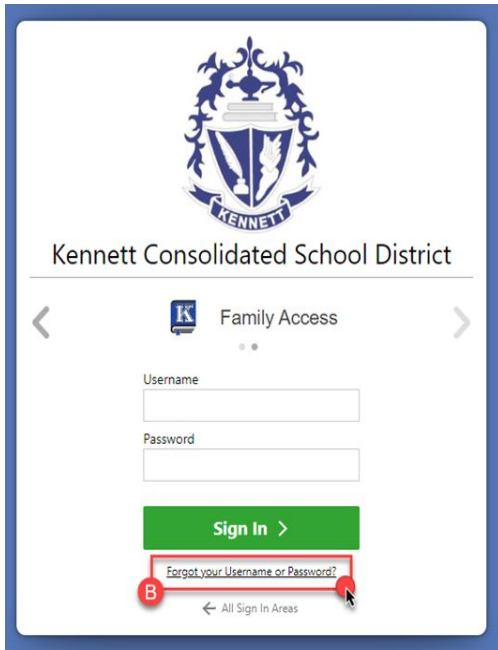 KENNETT
Kennett Consolidated School District
K Family Access
Username
Password
Sign In >
Forgot your Username or Password?
B
← All Sign In Areas